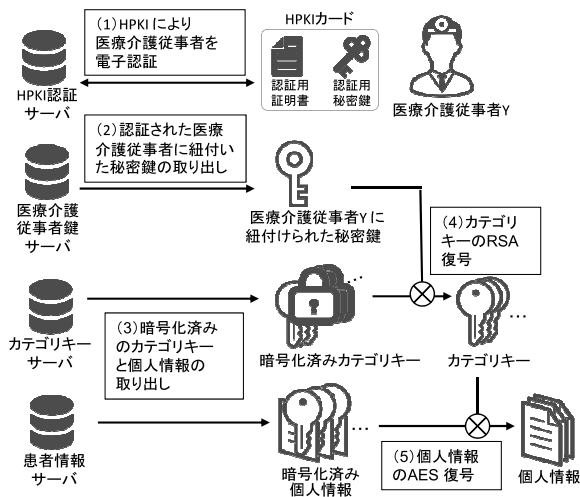 (1)HPKIにより
医療介護従事者を
電子認証
HPKIカード
認証用
証明書
認証用
秘密鍵
HPKI認証
サーバ
医療介護従事者Y
(2)認証された医療
介護従事者に紐付い
た秘密鍵の取り出し
医療介護
従事者鍵
サーバ
医療介護従事者Yに
紐付けられた秘密鍵
(4)カテゴリ
キーのRSA
復号
カテゴリキー
サーバ
(3)暗号化済み
のカテゴリキー
と個人情報の
取り出し
…
暗号化済みカテゴリキー
…
カテゴリキー
患者情報
サーバ
…
暗号化済み
個人情報
(5)個人情報
のAES 復号
個人情報